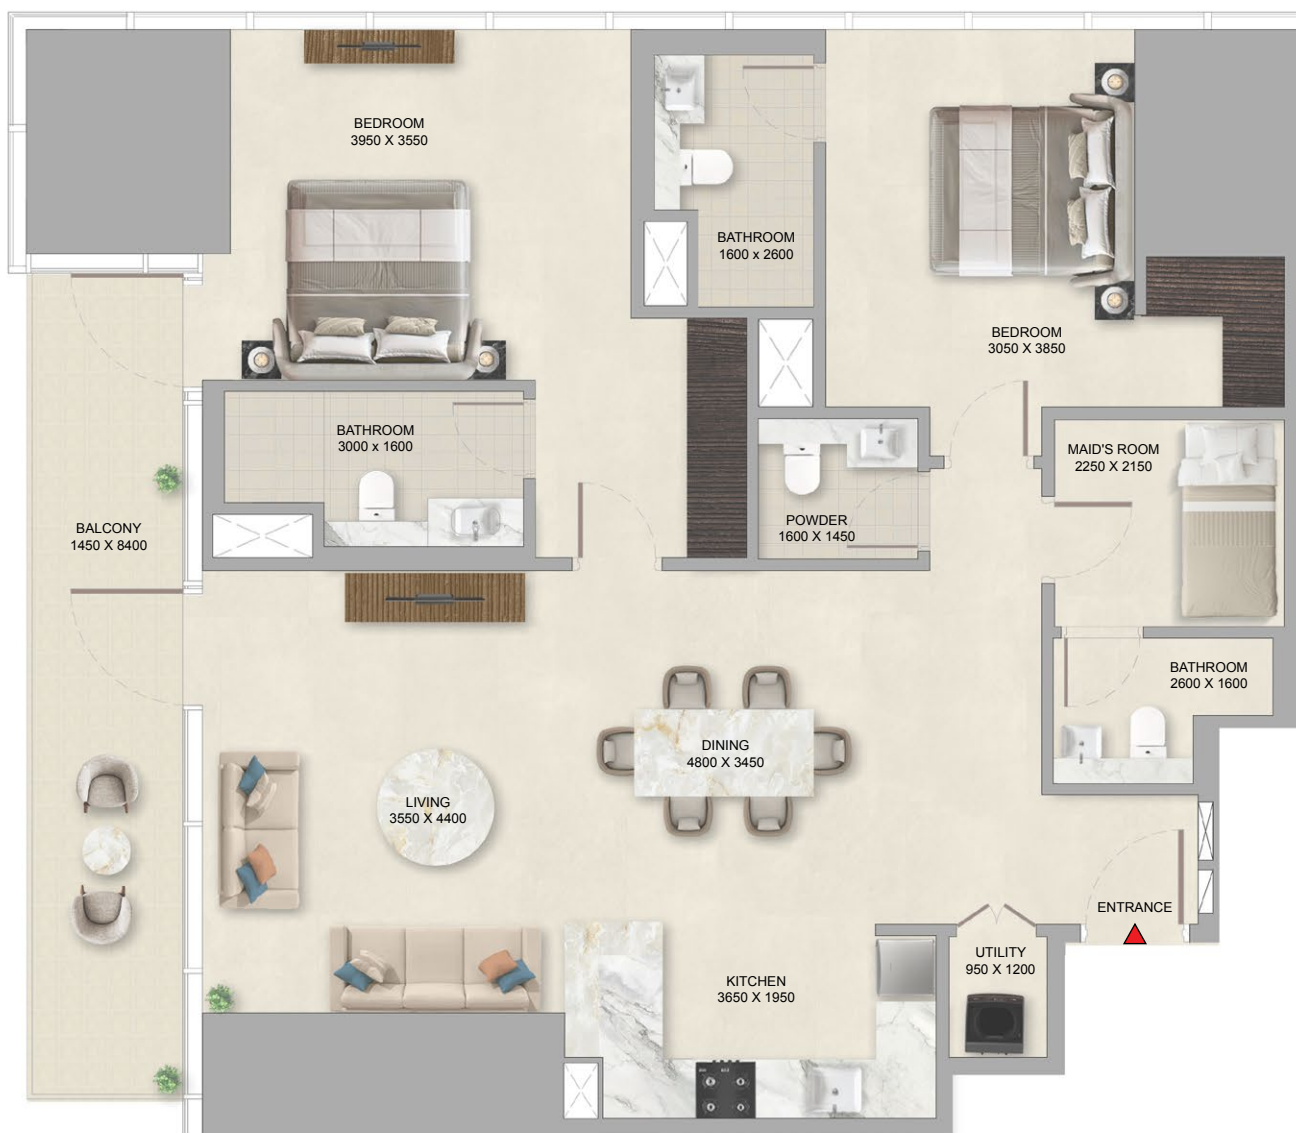 BEDROOM
3950 X 3550
BATHROOM
1600 x 2600
BEDROOM
3050 X 3850
BATHROOM
3000 x 1600
MAID'S ROOM
2250 X 2150
BALCONY
1450 X 8400
POWDER
1600 X 1450
BATHROOM
2600 X 1600
DINING
4800 X 3450
LIVING
3550 X 4400
ENTRANCE
UTILITY
950 X 1200
KITCHEN
3650 X 1950